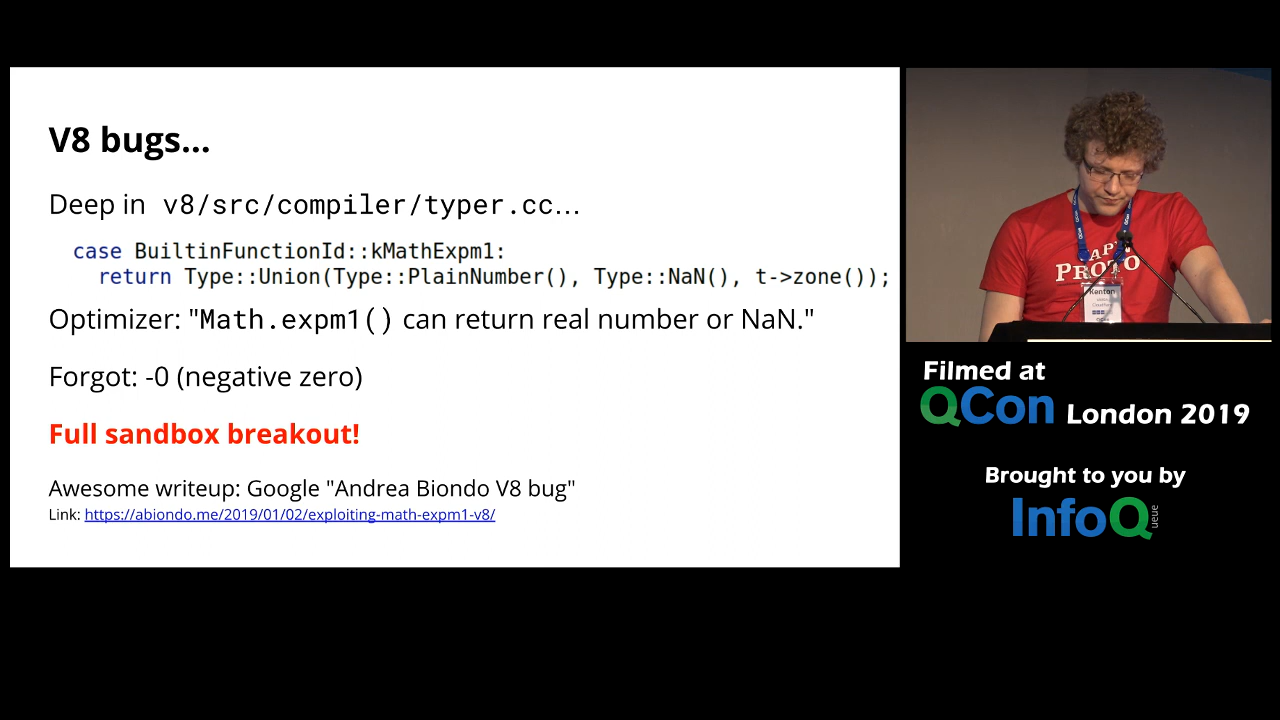 V8 bugs...
Deep in v8/src/compiler/typer.cc...
case BuiltinFunctionId::kMathExpm1:
return Type::Union(Type::PlainNumber(), Type::NaN(), t->zone());
Optimizer: "Math.expm1() can return real number or NaN."
Forgot: -0 (negative zero)
Full sandbox breakout!
Awesome writeup: Google "Andrea Biondo V8 bug"
Link: https://abiondo.me/2019/01/02/exploiting-math-expm1-v8/
PROTO
Kenton
Filmed at
QCon London 2019
Brought to you by
InfoQueue